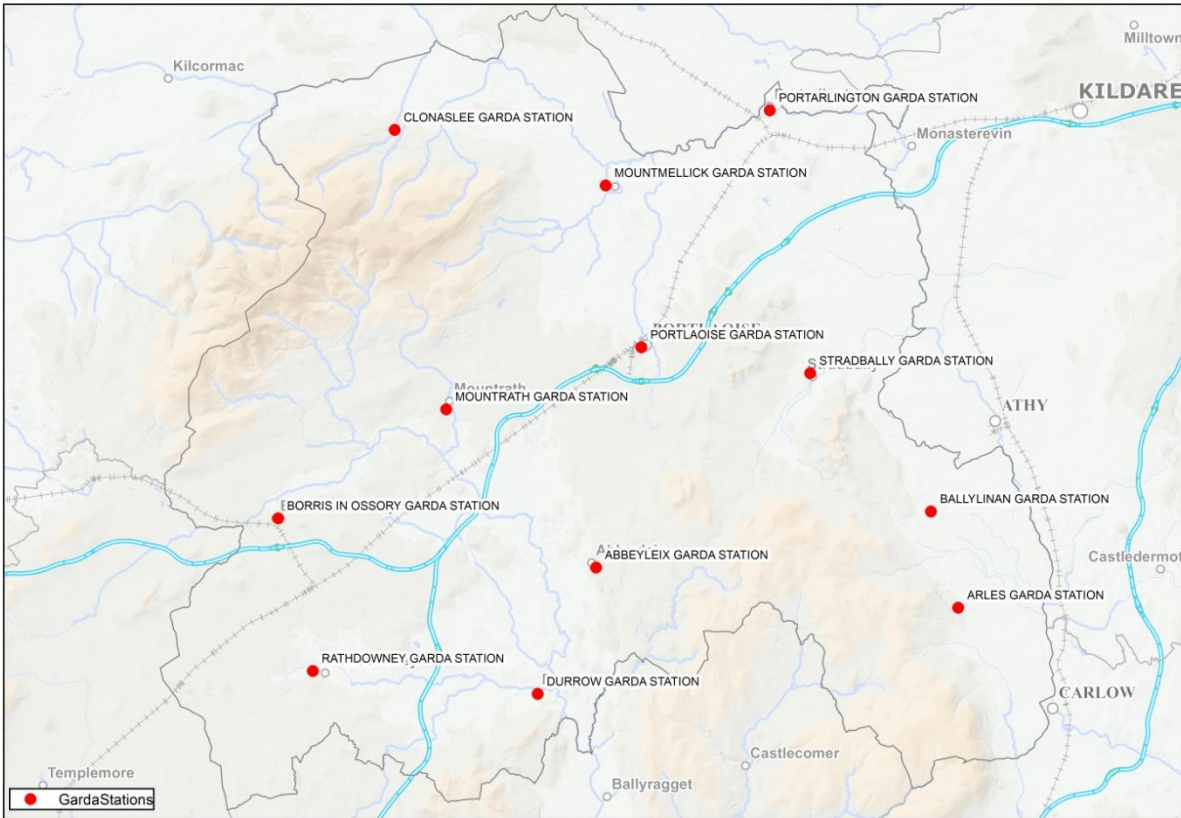 Milltown
Kilcormac
KILDARE
PORTARLINGTON GARDA STATION
CLONASLEE GARDA STATION
Monasterevin
MOUNTMELLICK GARDA STATION
PORTLAOISE
PORTLAOISE GARDA STATION
STRADBALLY GARDA STATION
Stradbally
Mountrath
MOUNTRATH GARDA STATION
ATHY
BALLYLINAN GARDA STATION
BORRIS IN OSSORY GARDA STATION
ABBEYLEIX GARDA STATION
Castledermot
ARLES GARDA STATION
RATHDOWNEY GARDA STATION
DURROW GARDA STATION
CARLOW
Castlecomer
Templemore
Ballyragget
GardaStations